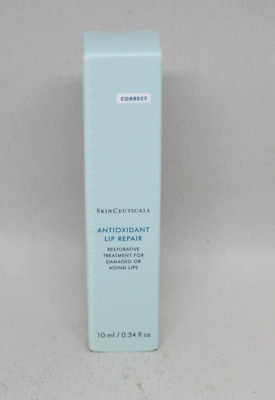 CORRECT
SKINCEUTICALS
ANTIOXIDANT
LIP REPAIR
RESTORATIVE
TREATMENT FOR
DAMAGED OR
AGING LIPS
10 ml / 0.34 fl oz